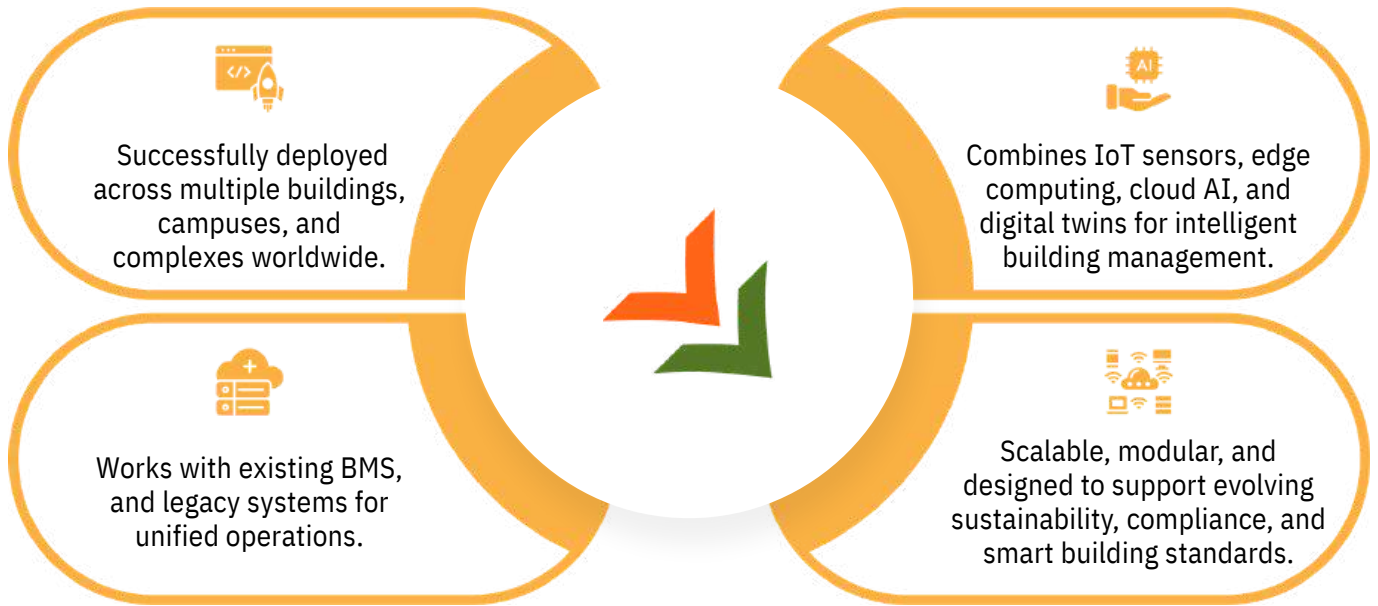 Successfully deployed
across multiple buildings,
campuses, and
complexes worldwide.
AI
Combines IoT sensors, edge
computing, cloud AI, and
digital twins for intelligent
building management.
Works with existing BMS,
and legacy systems for
unified operations.
Scalable, modular, and
designed to support evolving
sustainability, compliance, and
smart building standards.